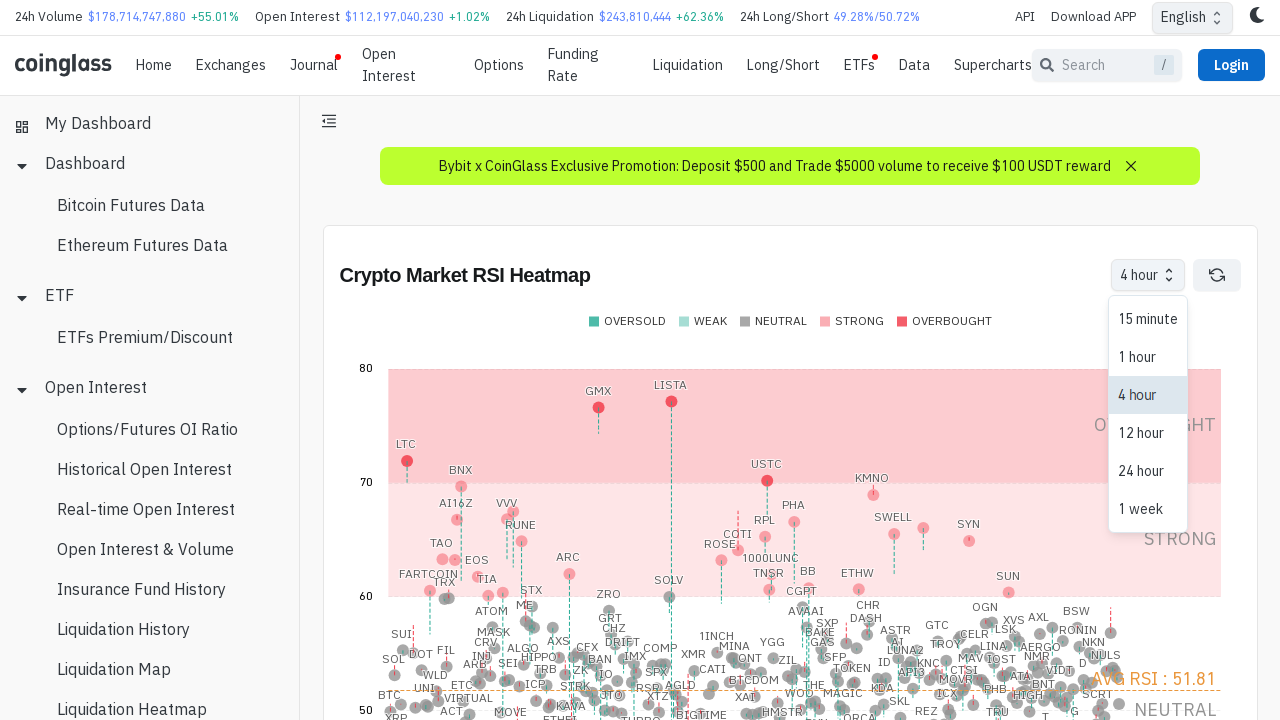 24h Volume $178,714,747,880 +55.01% Open Interest $112,197,040,230 +1.02% 24h Liquidation $243,810,444 +62.36% 24h Long/Short 49.28%/50.72% API Download APP English
coinglass Home Exchanges Journal Open Interest Options Funding Rate Liquidation Long/Short ETFs Data Supercharts Search / Login
My Dashboard
Dashboard
Bitcoin Futures Data
Ethereum Futures Data
ETF
ETFs Premium/Discount
Open Interest
Options/Futures OI Ratio
Historical Open Interest
Real-time Open Interest
Open Interest & Volume
Insurance Fund History
Liquidation History
Liquidation Map
Liquidation Heatmap
Bybit x CoinGlass Exclusive Promotion: Deposit $500 and Trade $5000 volume to receive $100 USDT reward
Crypto Market RSI Heatmap
4 hour
15 minute
1 hour
4 hour
12 hour
24 hour
1 week
OVERSOLD WEAK NEUTRAL STRONG OVERBOUGHT
80
LISTA
GMX
LTC
BNX
USTC
KMNO
70
AI16Z VVV
PHA
RUNE
RPL
SWELL
SYN
COTI
TAO
ROSE
STRONG
EOS
ARC
1000LUNC
FARTCOIN
TRX
TIA
SOLV
TNSR
BB
ETHW
SUN
STX
ZRO
CGPT
60
ATOM
ME
GRT
AVAAI
CHR
OGN
AXL
BSW
SUI
MASK
CHZ
SXP
DASH
GTC
XVS
DOT
FIL
CRV
AXS
DRIFT
1INCH
BAKE
ASTR
CELR
LSK
RONIN
SOL
INJ
ALGO
CFX
COMP
MINA
YGG
GAS
LUNA2
TROY
LINA
AERGO
NKN
WLD
ARB
SEI
HIPPO
BAN
IMX
XMR
ONT
ZIL
SFP
ID
KNC
MAV
IOST
NMR
NULS
BTC
UNI
ETC
TRB
ZK
IO
SPX
CATI
TOKEN
API3
CTSI
ATA
VIDT
D
AVG RSI : 51.81
VIRTUAL
ICP
STRK
RSR
AGLD
BTCDOM
THE
KDA
MOVR
PHB
BNT
XRP
ACT
MOVE
KAVA
XTZ
XAI
WOO
MAGIC
ICX
HIGH
SCRT
50
BIGTIME
HMSTR
ORCA
SKL
REZ
TRU
T
NEUTRAL